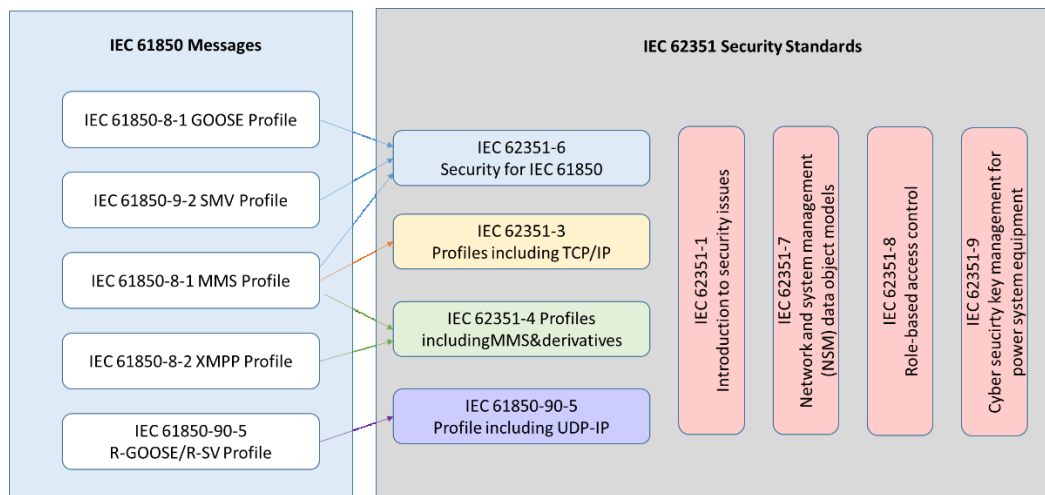 IEC 61850 Messages
IEC 61850-8-1 GOOSE Profile
IEC 61850-9-2 SMV Profile
IEC 61850-8-1 MMS Profile
IEC 61850-8-2 XMPP Profile
IEC 61850-90-5
R-GOOSE/R-SV Profile
IEC 62351 Security Standards
IEC 62351-6
Security for IEC 61850
IEC 62351-3
Profiles including TCP/IP
IEC 62351-4 Profiles
includingMMS&derivatives
IEC 61850-90-5
Profile including UDP-IP
IEC 62351-1
Introduction to security issues
IEC 62351-7
Network and system management
(NSM) data object models
IEC 62351-8
Role-based access control
IEC 62351-9
Cyber seucirty key management for
power system equipment